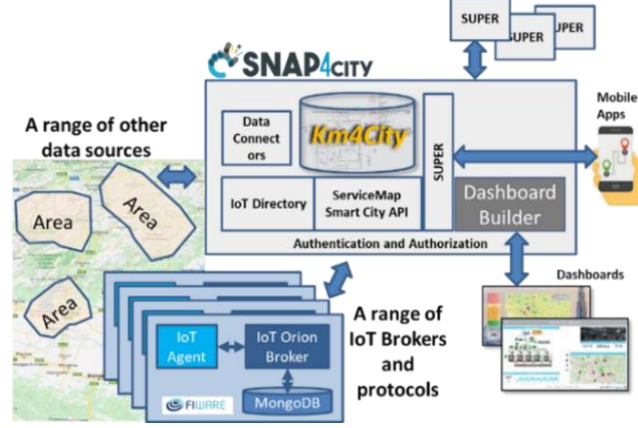 SUPER
SUPER
SUPER
SNAP4CITY
Mobile
Apps
A range of other
data sources
Data
Connect
ors
Km4City
SUPER
IoT Directory
ServiceMap
Smart City API
Dashboard
Builder
Authentication and Authorization
Area
Area
Area
Dashboards
A range of
IoT Brokers
and
protocols
IoT
Agent
IoT Orion
Broker
FIWARE
MongoDB